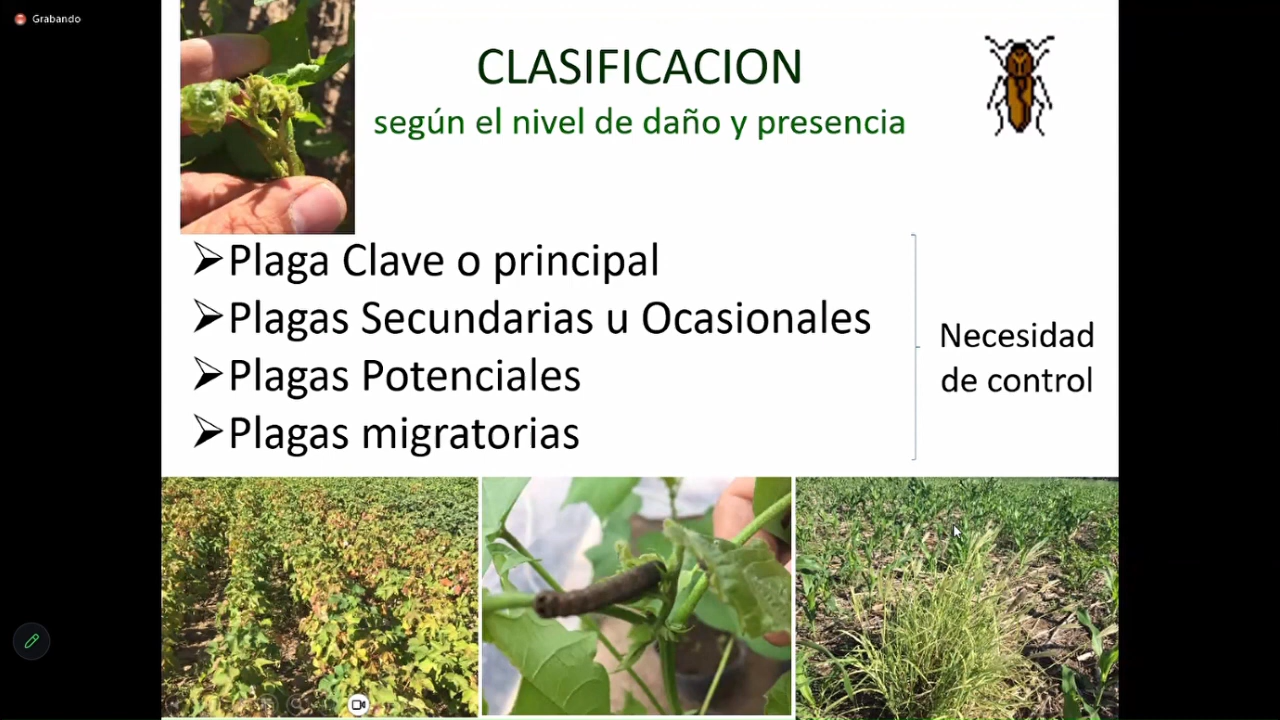 Grabando
CLASIFICACION
según el nivel de daño y presencia
Plaga Clave o principal
Plagas Secundarias u Ocasionales
Plagas Potenciales
Plagas migratorias
Necesidad
de control